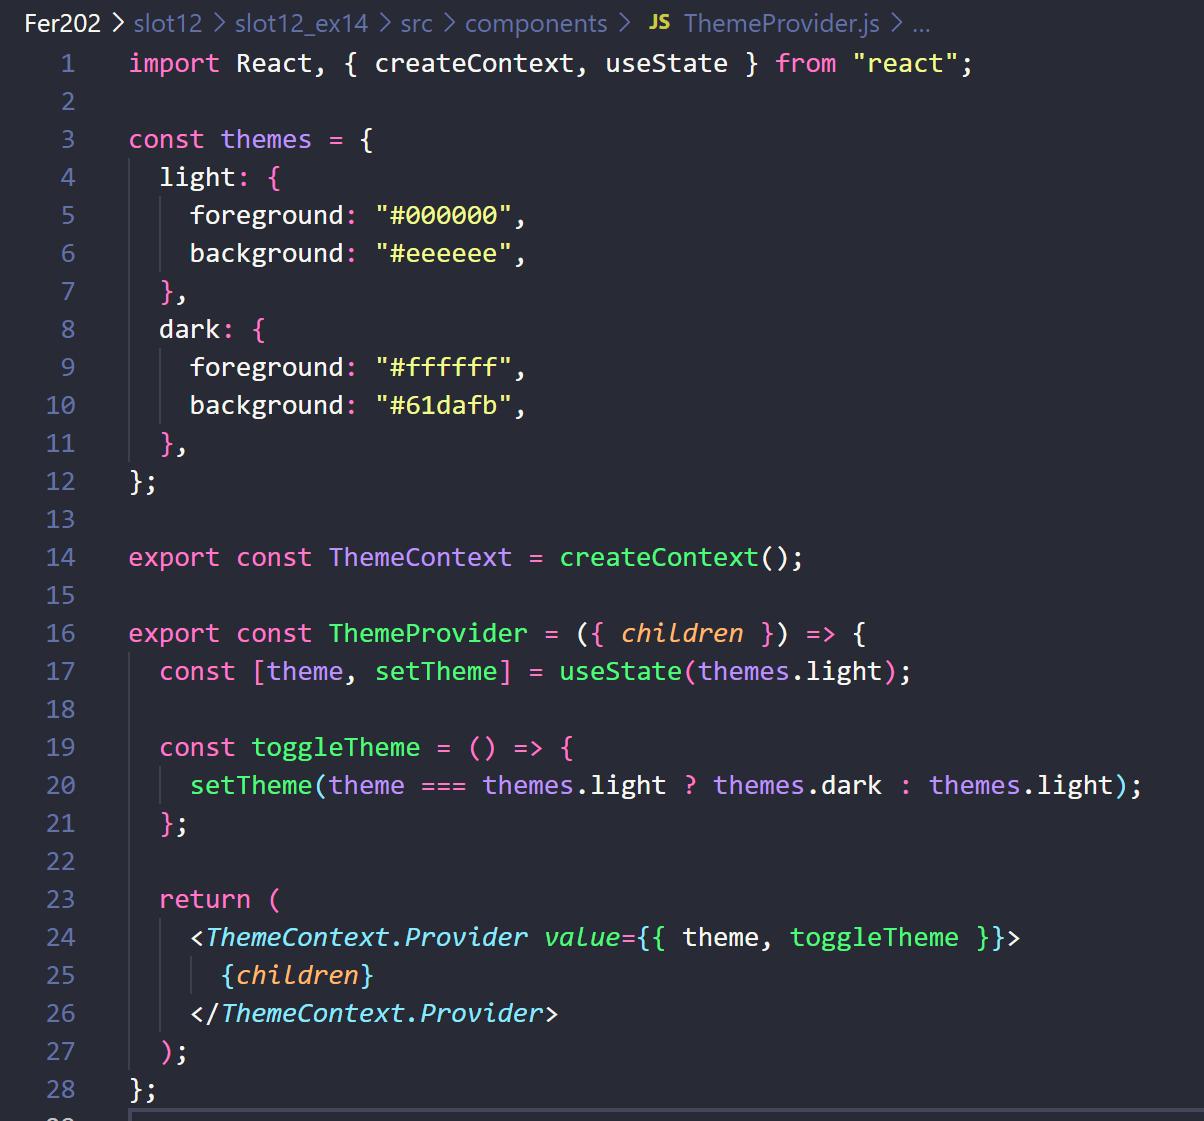 Fer202 > slot12 > slot12_ex14 > src > components > JS ThemeProvider.js > ...
1 import React, { createContext, useState } from "react";
2
3 const themes = {
4 light: {
5 foreground: "#000000",
6 background: "#eeeeee",
7 },
8 dark: {
9 foreground: "#ffffff",
10 background: "#61dafb",
11 },
12 };
13
14 export const ThemeContext = createContext();
15
16 export const ThemeProvider = ({ children }) => {
17 const [theme, setTheme] = useState(themes.light);
18
19 const toggleTheme = () => {
20 setTheme(theme === themes.light ? themes.dark : themes.light);
21 };
22
23 return (
24 <ThemeContext.Provider value={{ theme, toggleTheme }}>
25 {children}
26 </ThemeContext.Provider>
27 );
28 };